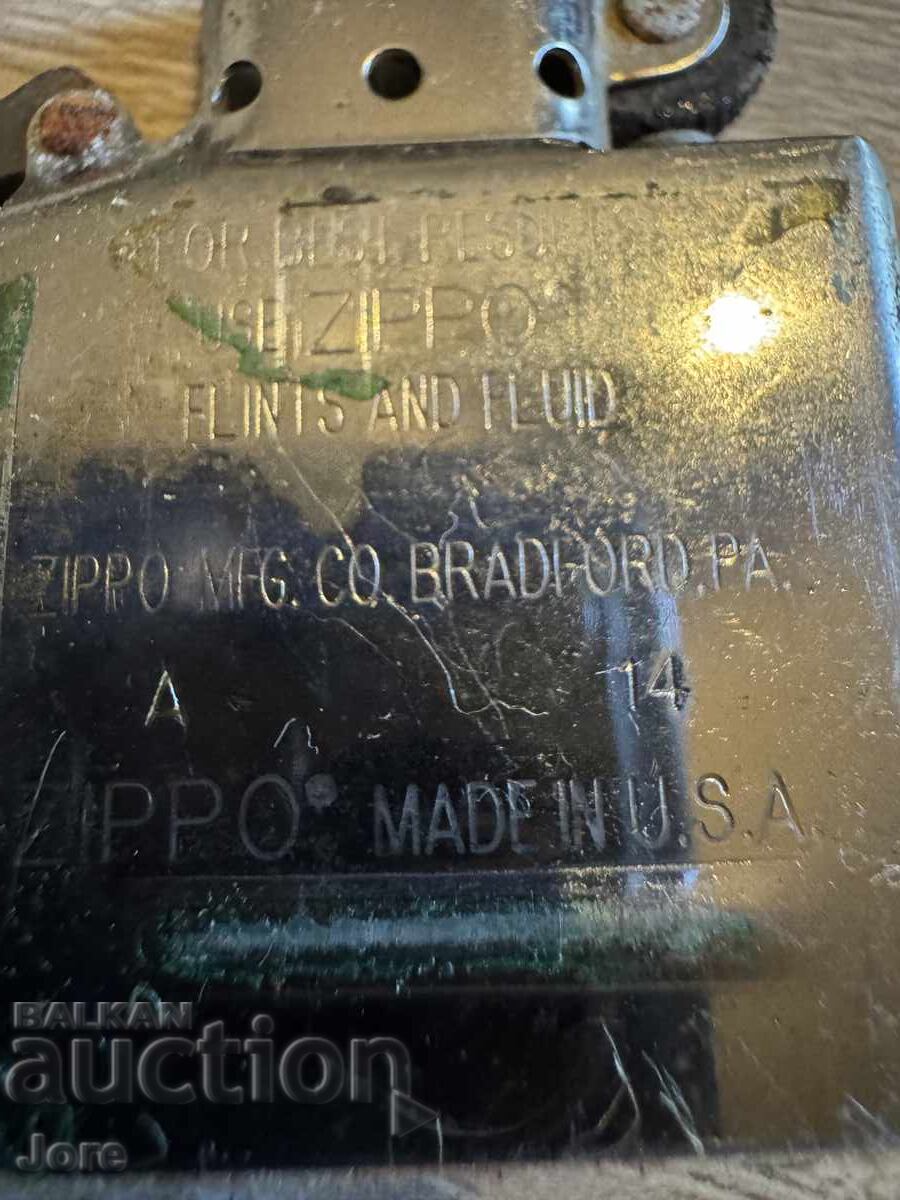 FOR BEST RESULTS
USE ZIPPO
FLINTS AND FLUID
ZIPPO MFG. CO. BRADFORD, PA.
A 14
ZIPPO® MADE IN U.S.A.
BALKAN
auction
Jore